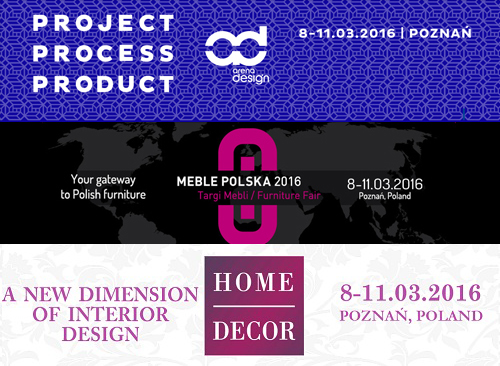 PROJECT
PROCESS
PRODUCT
ad
arena
design
8-11.03.2016 | POZNAŃ
Your gateway
to Polish furniture
MEBLE POLSKA 2016
Targi Mebli / Furniture Fair
8-11.03.2016
Poznań, Poland
A NEW DIMENSION
OF INTERIOR
DESIGN
HOME
DECOR
8-11.03.2016
POZNAŃ, POLAND